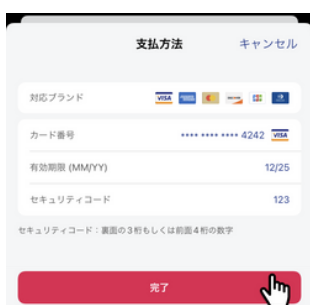 支払方法 キャンセル
対応ブランド VISA
カード番号 **** **** **** 4242 VISA
有効期限 (MM/YY) 12/25
セキュリティコード 123
セキュリティコード：裏面の3桁もしくは前面4桁の数字
完了